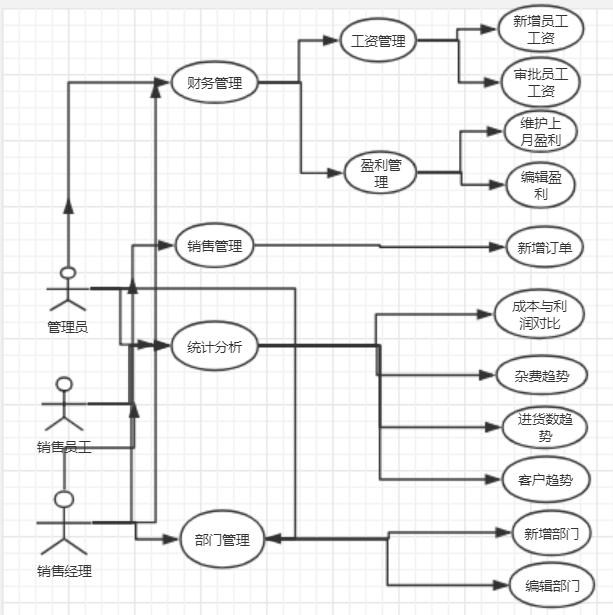 新增员工
工资
工资管理
审批员工
工资
财务管理
维护上
月盈利
盈利管
理
编辑盈
利
销售管理
新增订单
管理员
成本与利
润对比
统计分析
杂费趋势
销售员工
进货数趋
势
客户趋势
部门管理
新增部门
销售经理
编辑部门